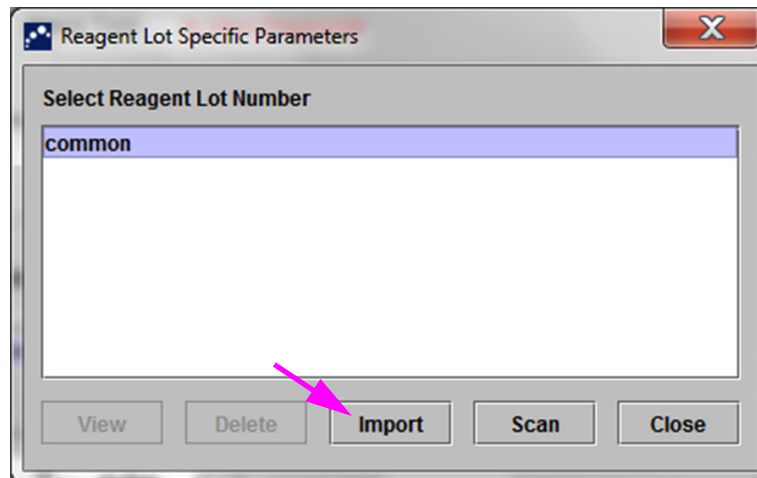 Reagent Lot Specific Parameters
Select Reagent Lot Number
common
View Delete Import Scan Close